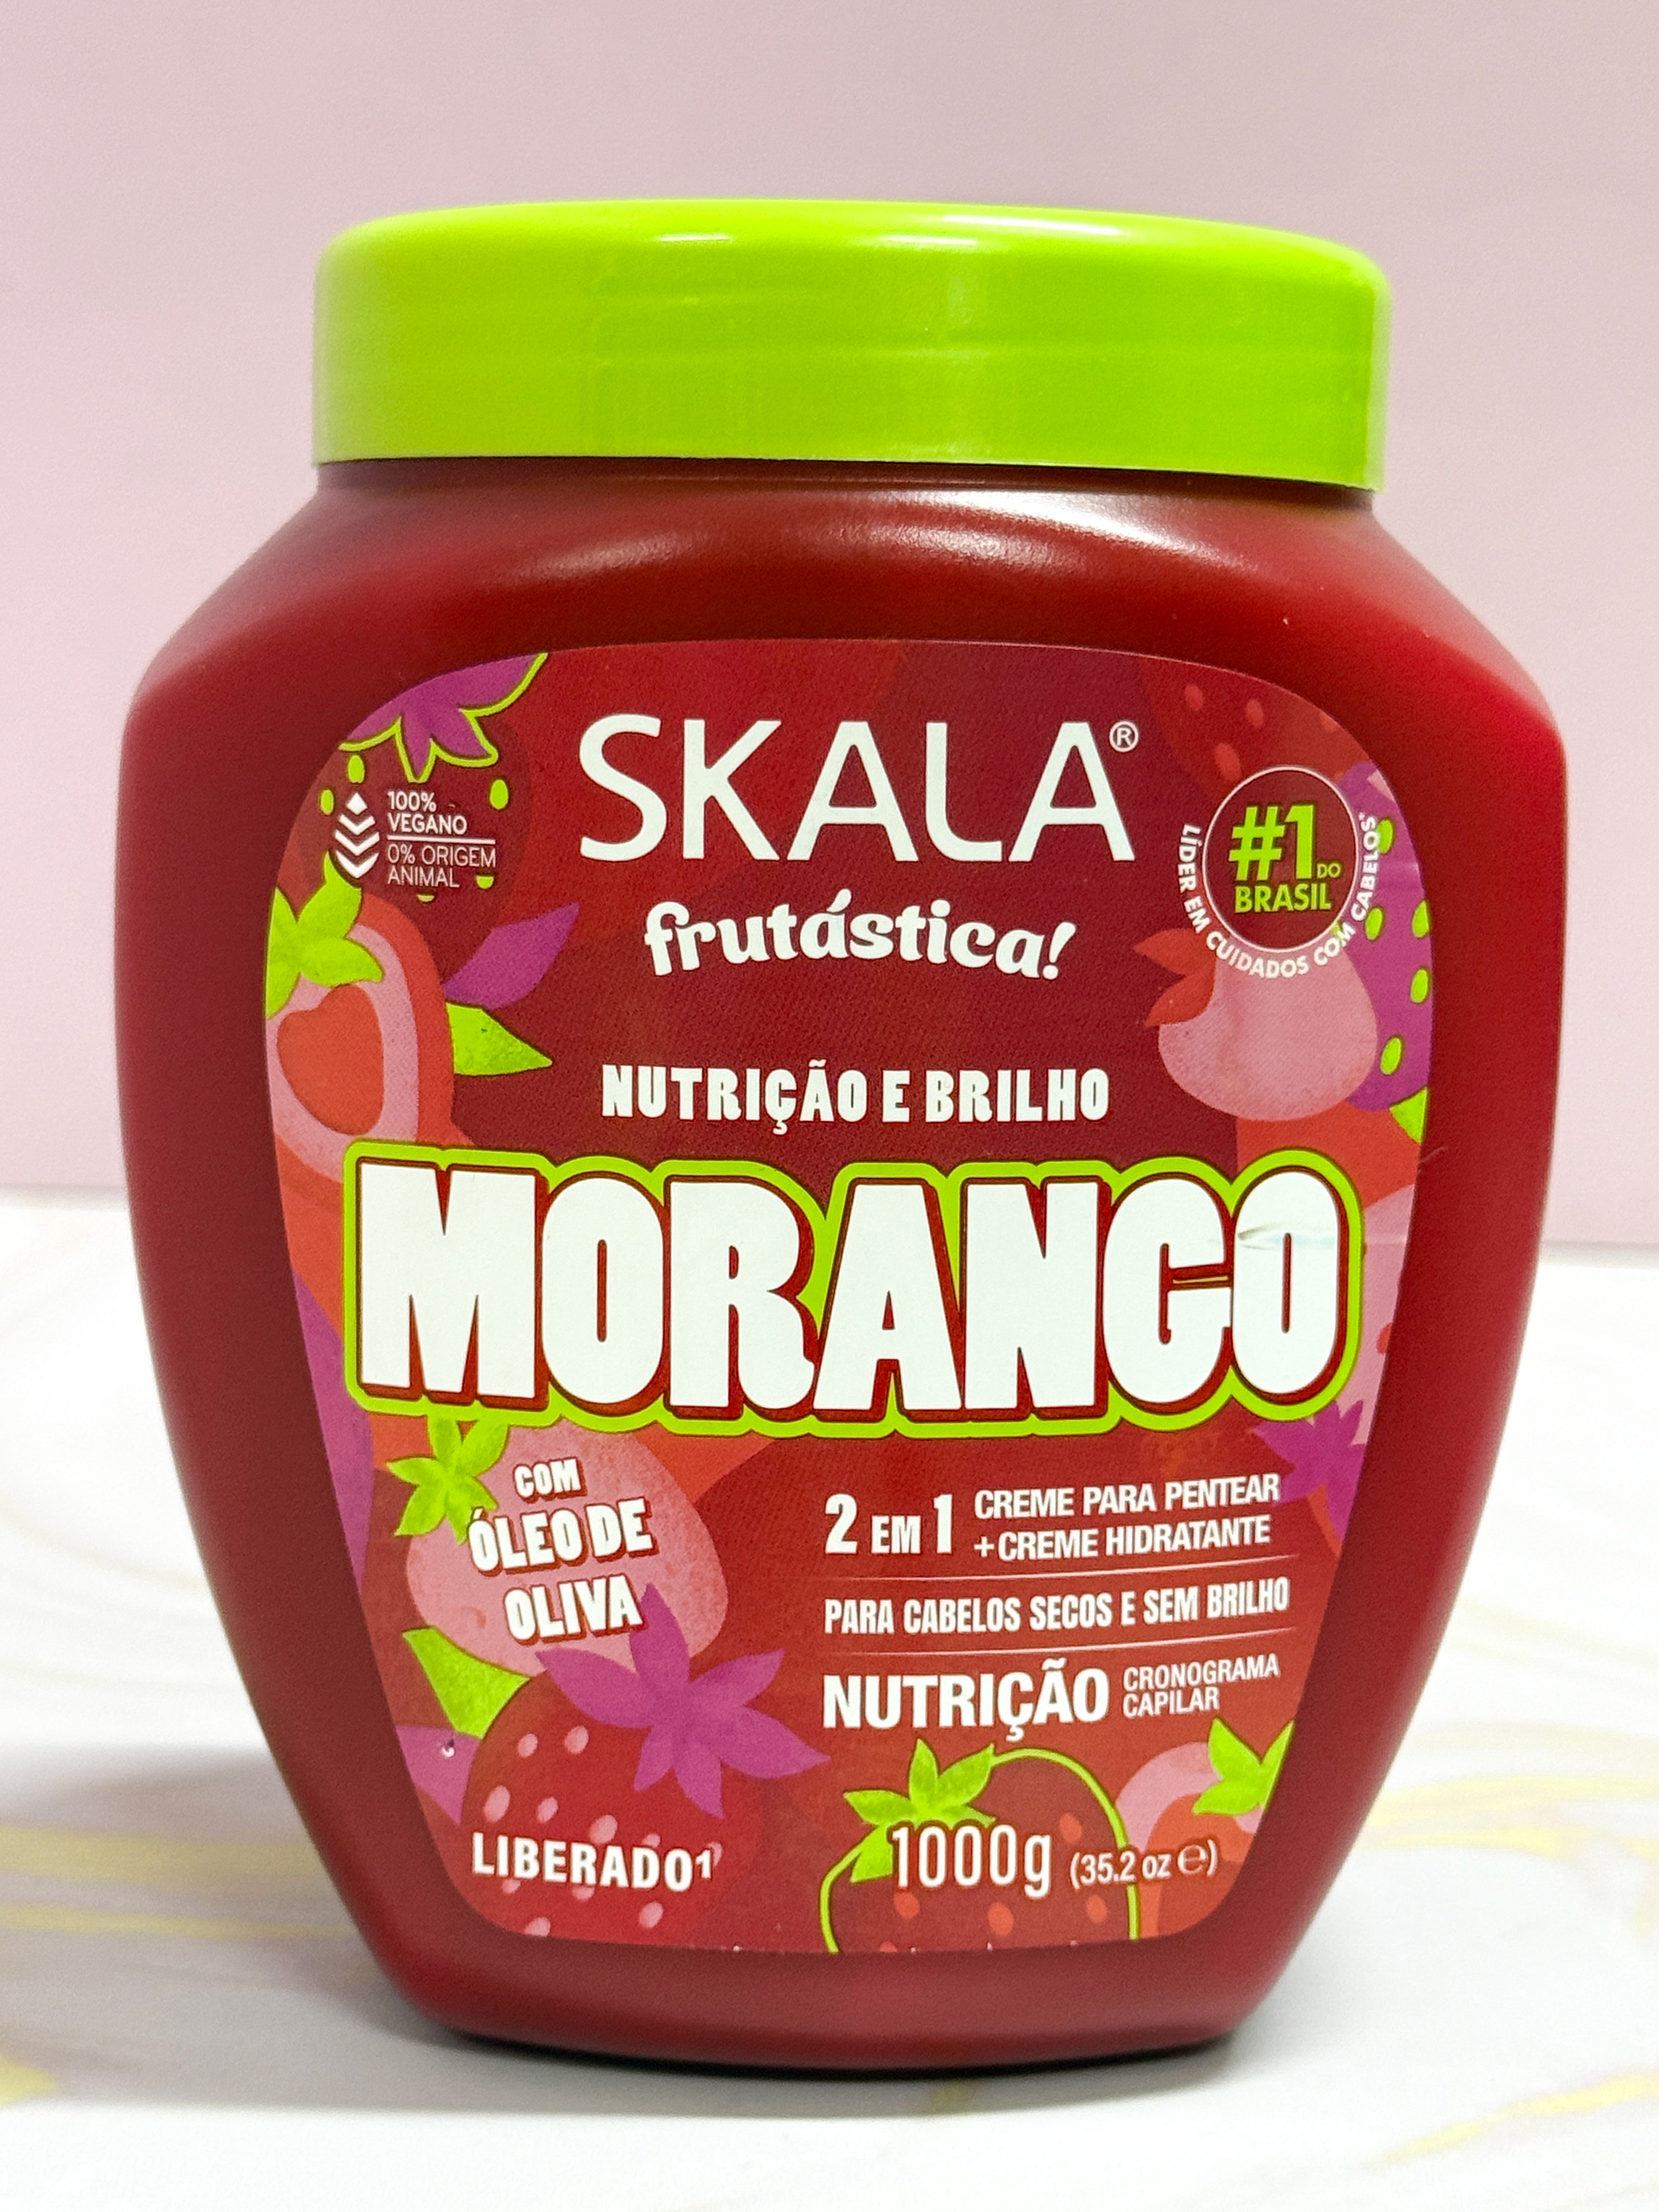 SKALA®
frutástica!
100%
VEGANO
0% ORIGEM
ANIMAL
#1 DO
BRASIL
LÍDER EM CUIDADOS COM CABELOS*
NUTRIÇÃO E BRILHO
MORANGO
COM
ÓLEO DE
OLIVA
2 EM 1 CREME PARA PENTEAR
+CREME HIDRATANTE
PARA CABELOS SECOS E SEM BRILHO
NUTRIÇÃO CRONOGRAMA
CAPILAR
LIBERADO¹
1000g (35.2 oz ℮)